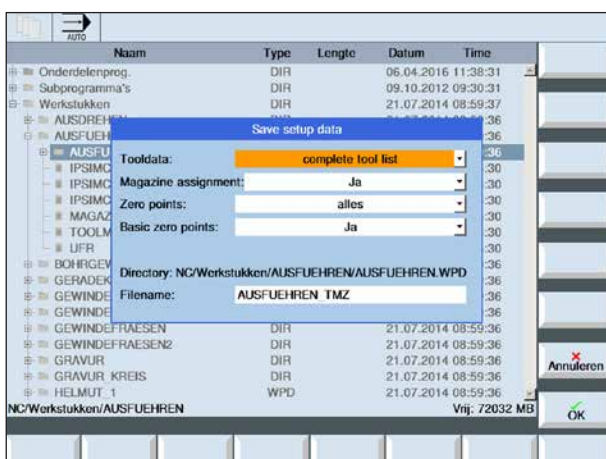 AUTO
Naam Type Lengte Datum Time
Onderdelenprog. DIR 06.04.2016 11:38:31
Subprogramma's DIR 09.10.2012 09:30:31
Werkstukken DIR 21.07.2014 08:59:37
AUSDREH :36
AUSFUEH :36
Save setup data
AUSFU :36
Tooldata: complete tool list
IPSIMC :30
IPSIMC :30
Magazine assignment: Ja
IPSIMC :30
Zero points: alles
MAGAZ :30
TOOLM :30
Basic zero points: Ja
UFR :30
BOHRGEW :36
Directory: NC/Werkstukken/AUSFUEHREN/AUSFUEHREN.WPD
GERADEK :36
GEWINDE :36
Filename: AUSFUEHREN_TMZ
GEWINDE :36
GEWINDEFRAESEN DIR 21.07.2014 08:59:36
GEWINDEFRAESEN2 DIR 21.07.2014 08:59:36
GRAVUR DIR 21.07.2014 08:59:36
GRAVUR_KREIS DIR 21.07.2014 08:59:36
HELMUT_1 WPD 21.07.2014 08:59:36
NC/Werkstukken/AUSFUEHREN Vrij: 72032 MB
Annuleren
OK